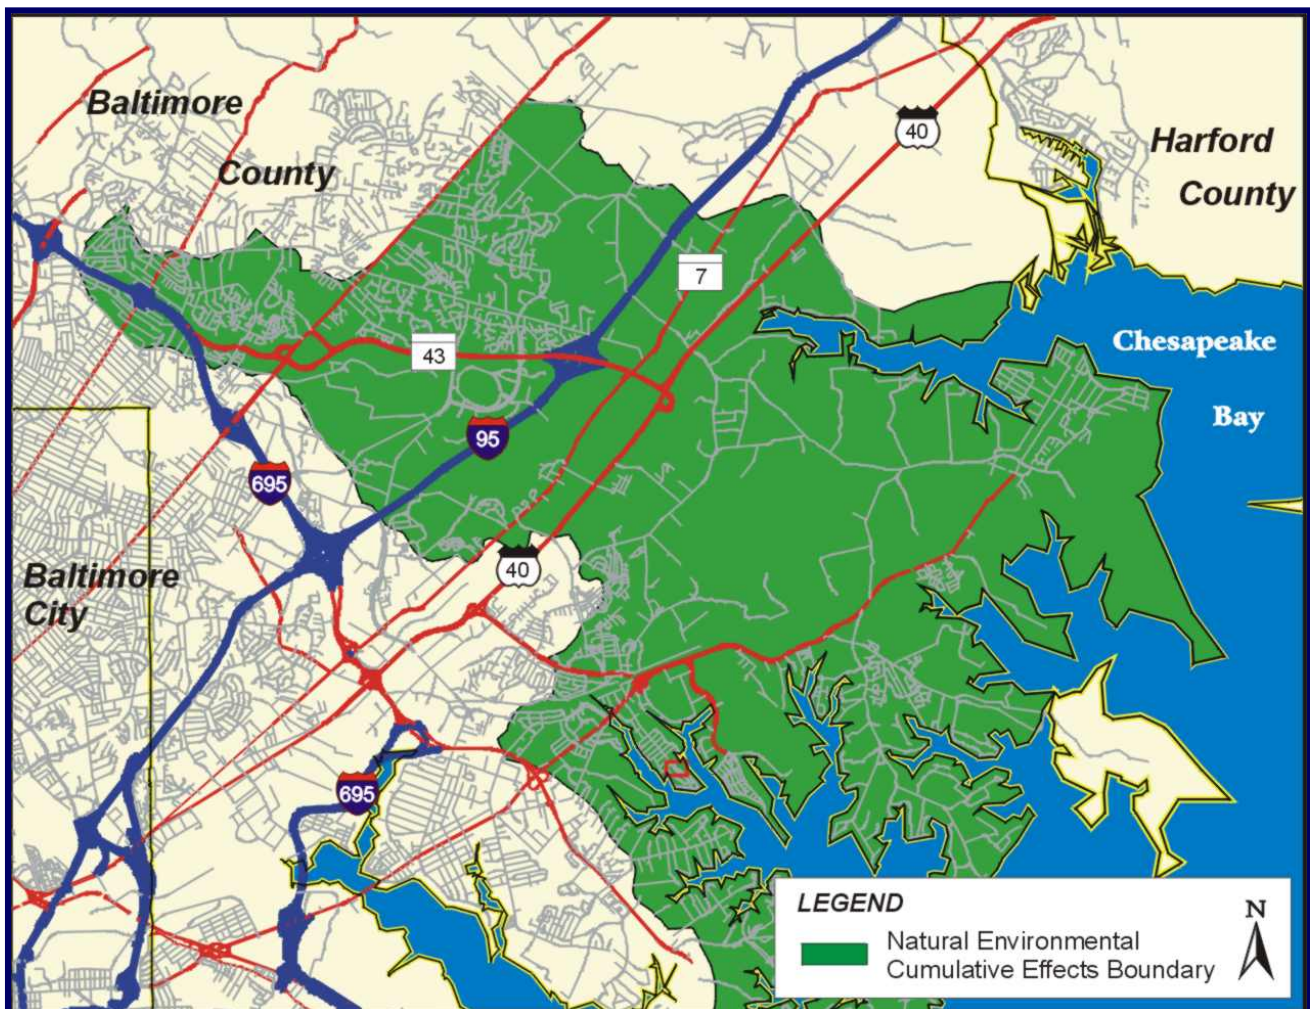 Baltimore
County
Harford
County
40
7
Chesapeake
Bay
43
95
695
Baltimore
City
40
695
LEGEND
N
Natural Environmental
Cumulative Effects Boundary